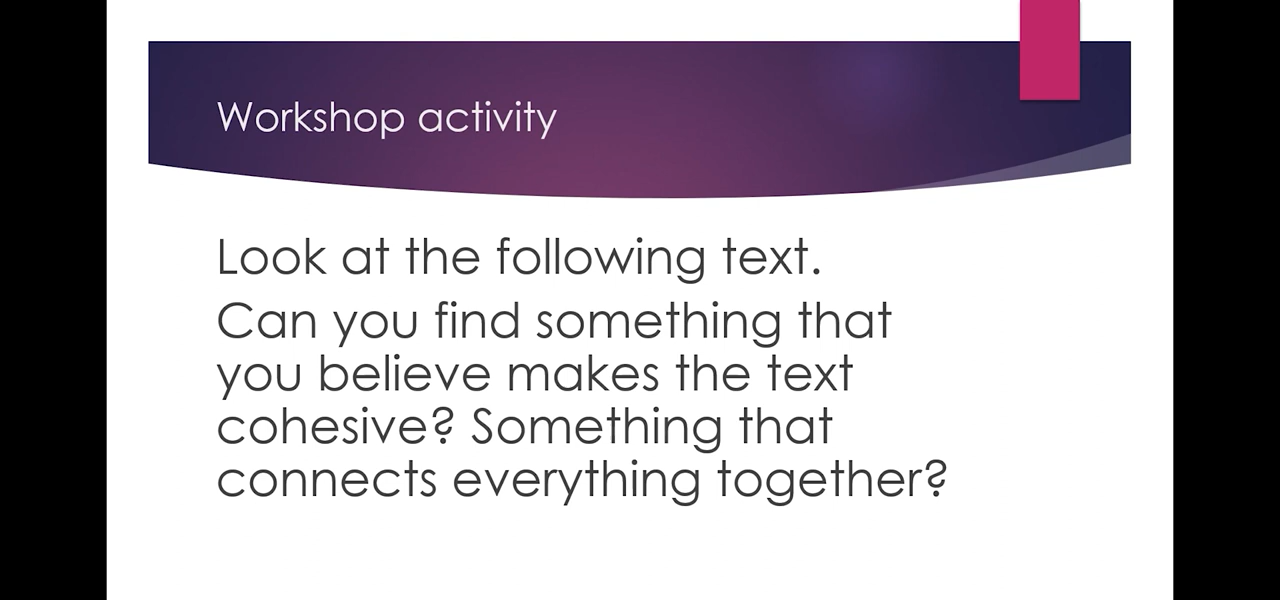 Workshop activity
Look at the following text.
Can you find something that
you believe makes the text
cohesive? Something that
connects everything together?